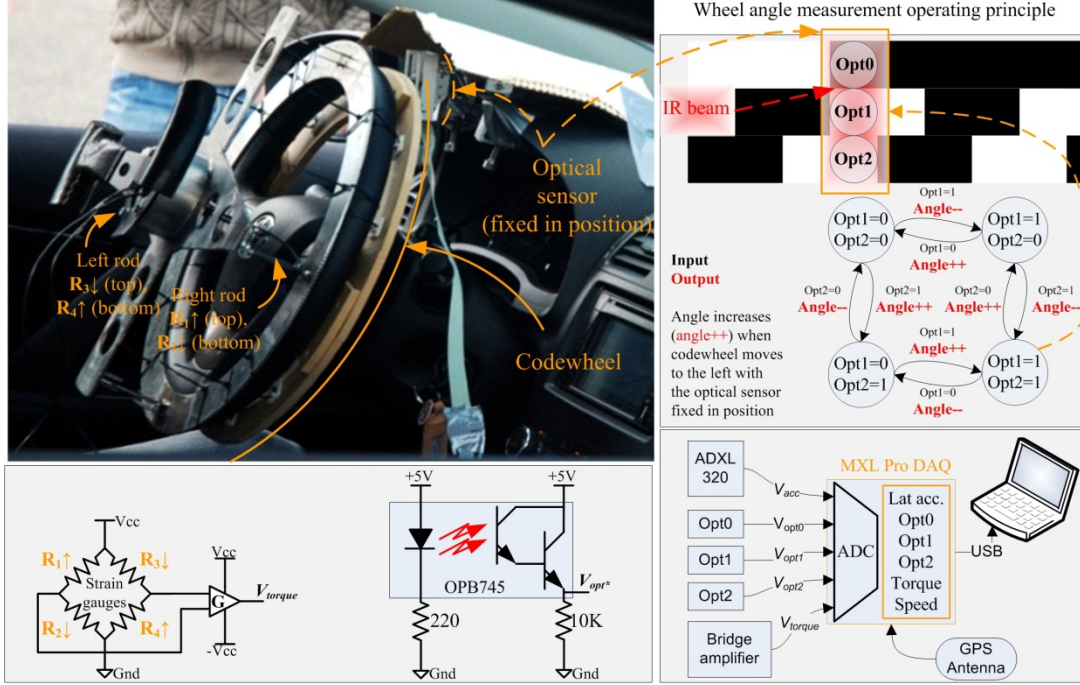 Optical
sensor
(fixed in position)
Left rod
R3↓ (top),
R4↑ (bottom)
Right rod
R1↑ (top),
(bottom)
Codewheel
Wheel angle measurement operating principle
Opt0
IR beam
Opt1
Opt2
Opt1=1
Angle--
Opt1=0
Opt2=0
Opt1=1
Opt2=0
Opt1=0
Angle++
Input
Output
Opt2=0
Angle--
Opt2=1
Angle++
Opt2=0
Angle++
Opt2=1
Angle--
Angle increases
(angle++) when
codewheel moves
to the left with
the optical sensor
fixed in position
Opt1=1
Angle++
Opt1=0
Opt2=1
Opt1=1
Opt2=1
Opt1=0
Angle--
Vcc
R1↑
R3↓
Strain
gauges
R2↓
R4↑
Gnd
Vcc
G
Vtorque
-Vcc
+5V
+5V
OPB745
Vopt*
220
10K
Gnd
Gnd
ADXL
320
Vacc
Opt0
Vopt0
Opt1
Vopt1
Opt2
Vopt2
Bridge
amplifier
Vtorque
MXL Pro DAQ
ADC
Lat acc.
Opt0
Opt1
Opt2
Torque
Speed
USB
GPS
Antenna